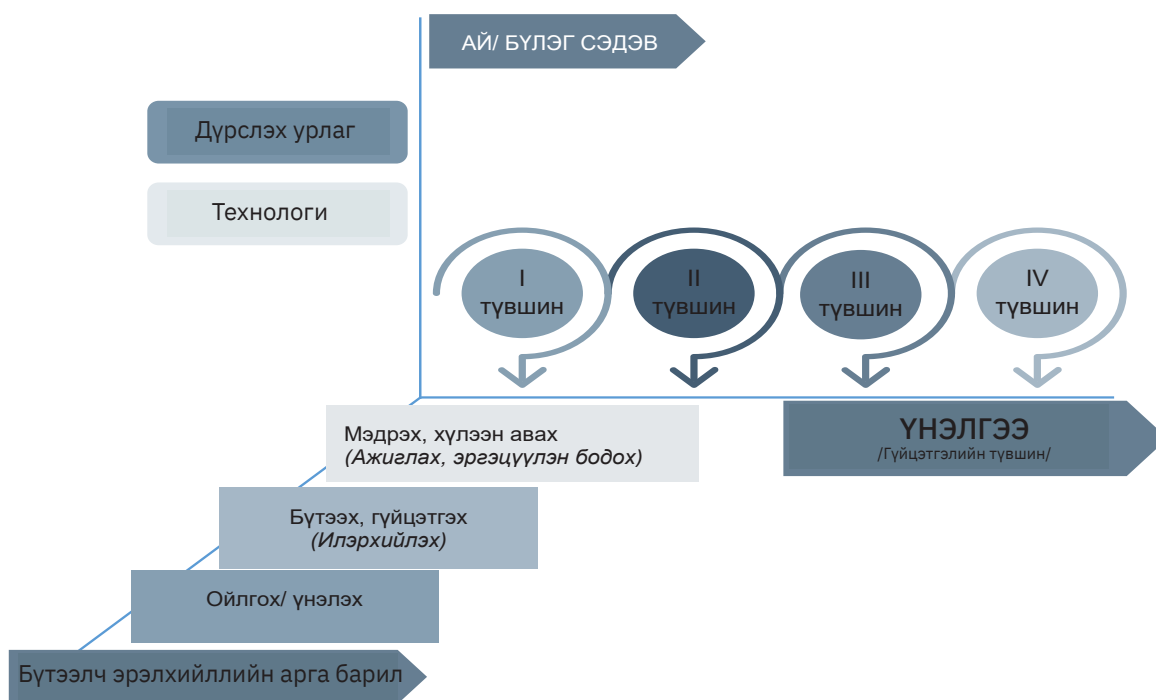 АЙ/ БҮЛЭГ СЭДЭВ
Дүрслэх урлаг
Технологи
I
түвшин
II
түвшин
III
түвшин
IV
түвшин
ҮНЭЛГЭЭ
/Гүйцэтгэлийн түвшин/
Мэдрэх, хүлээн авах
(Ажиглах, эргэцүүлэн бодох)
Бүтээх, гүйцэтгэх
(Илэрхийлэх)
Ойлгох/ үнэлэх
Бүтээлч эрэлхийллийн арга барил